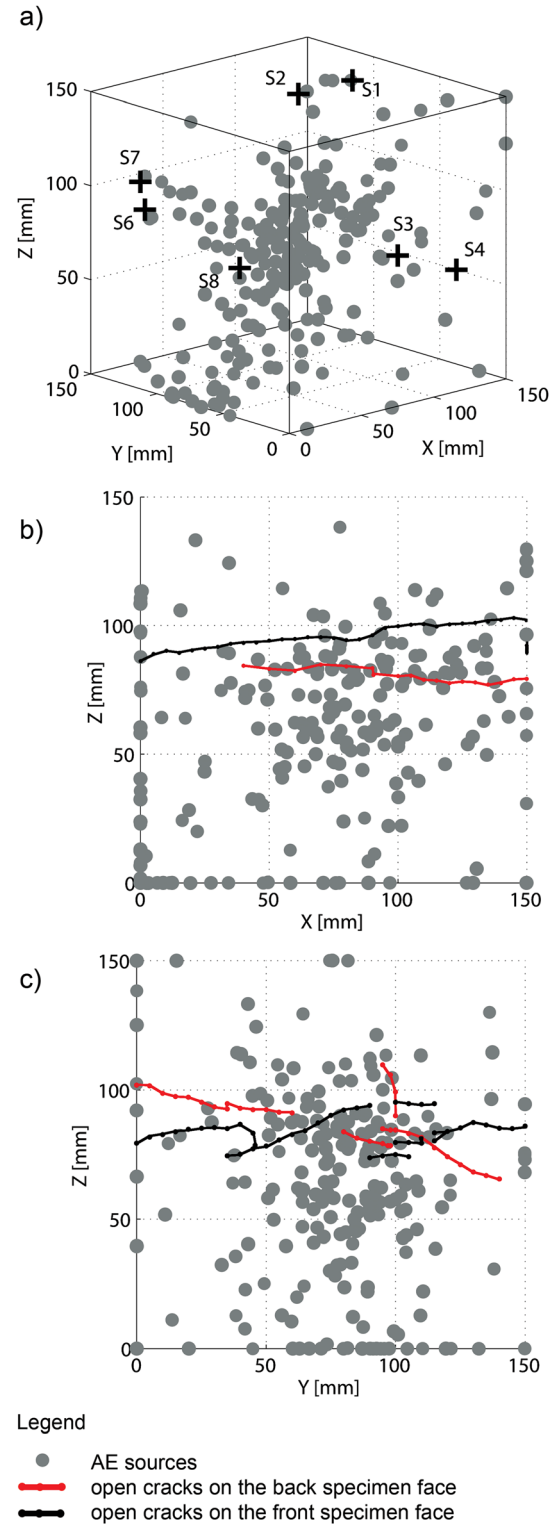 a)
150
S2
S1
S7
100
S6
S3
S4
Z [mm]
50
S8
0
150
150
100
100
50
50
Y [mm]
0
0
X [mm]
b)
150
100
Z [mm]
50
0
0
50
100
150
X [mm]
c)
150
100
Z [mm]
50
0
0
50
100
150
Y [mm]
Legend
AE sources
open cracks on the back specimen face
open cracks on the front specimen face